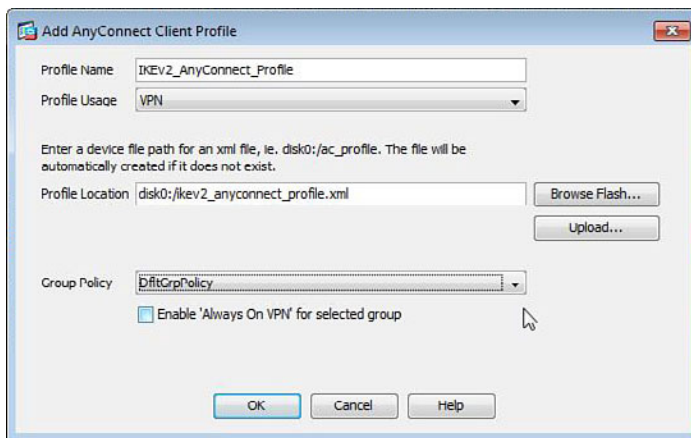 Add AnyConnect Client Profile
Profile Name IKEv2_AnyConnect_Profile
Profile Usage VPN
Enter a device file path for an xml file, ie. disk0:/ac_profile. The file will be
automatically created if it does not exist.
Profile Location disk0:/ikev2_anyconnect_profile.xml Browse Flash...
Upload...
Group Policy DfltGrpPolicy
Enable 'Always On VPN' for selected group
OK Cancel Help